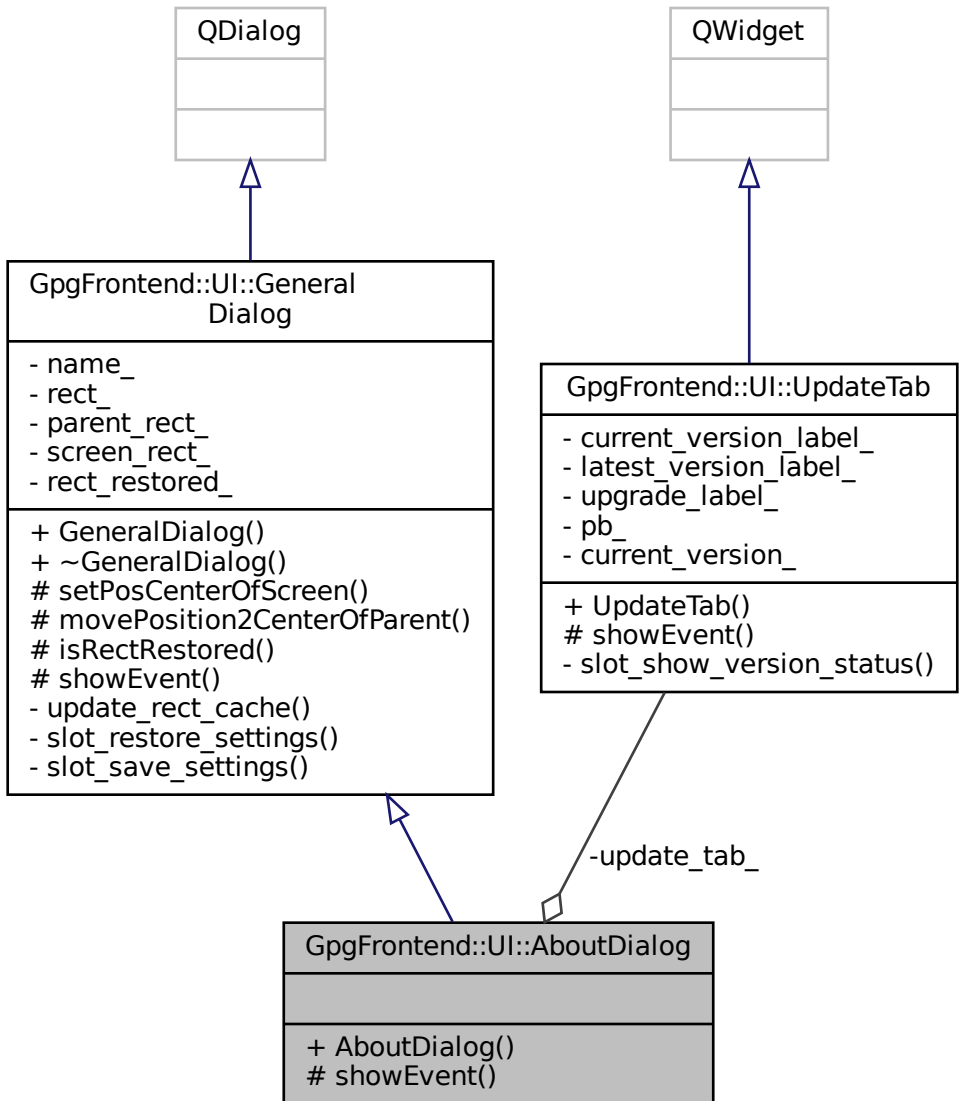 QDialog
QWidget
GpgFrontend::UI::General
Dialog
- name_
- rect_
- parent_rect_
- screen_rect_
- rect_restored_
+ GeneralDialog()
+ ~GeneralDialog()
# setPosCenterOfScreen()
# movePosition2CenterOfParent()
# isRectRestored()
# showEvent()
- update_rect_cache()
- slot_restore_settings()
- slot_save_settings()
GpgFrontend::UI::UpdateTab
- current_version_label_
- latest_version_label_
- upgrade_label_
- pb_
- current_version_
+ UpdateTab()
# showEvent()
- slot_show_version_status()
-update_tab_
GpgFrontend::UI::AboutDialog
+ AboutDialog()
# showEvent()